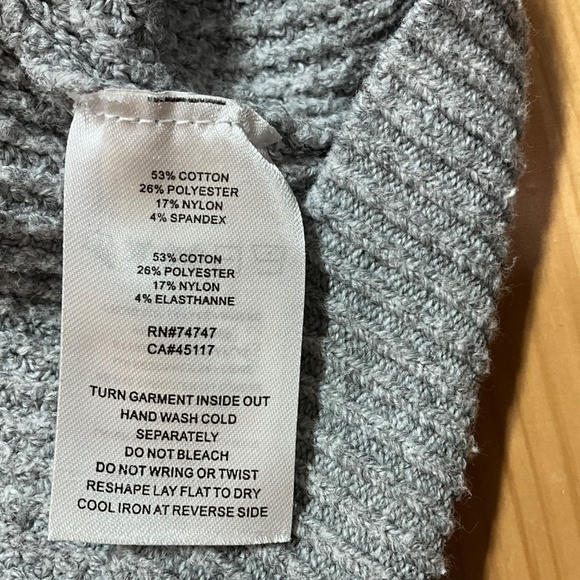 53% COTTON
26% POLYESTER
17% NYLON
4% SPANDEX
53% COTON
26% POLYESTER
17% NYLON
4% ELASTHANNE
RN#74747
CA#45117
TURN GARMENT INSIDE OUT
HAND WASH COLD
SEPARATELY
DO NOT BLEACH
DO NOT WRING OR TWIST
RESHAPE LAY FLAT TO DRY
COOL IRON AT REVERSE SIDE